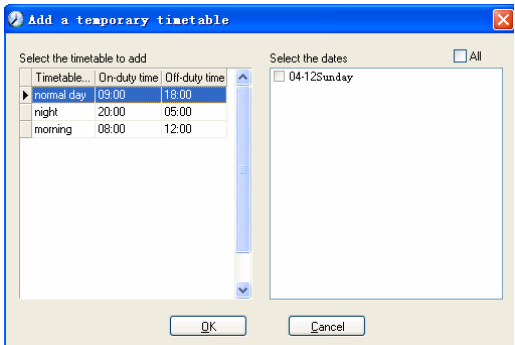 Add a temporary timetable
Select the timetable to add
Select the dates
All
Timetable... On-duty time Off-duty time
normal day 09:00 18:00
night 20:00 05:00
morning 08:00 12:00
04-12Sunday
OK
Cancel